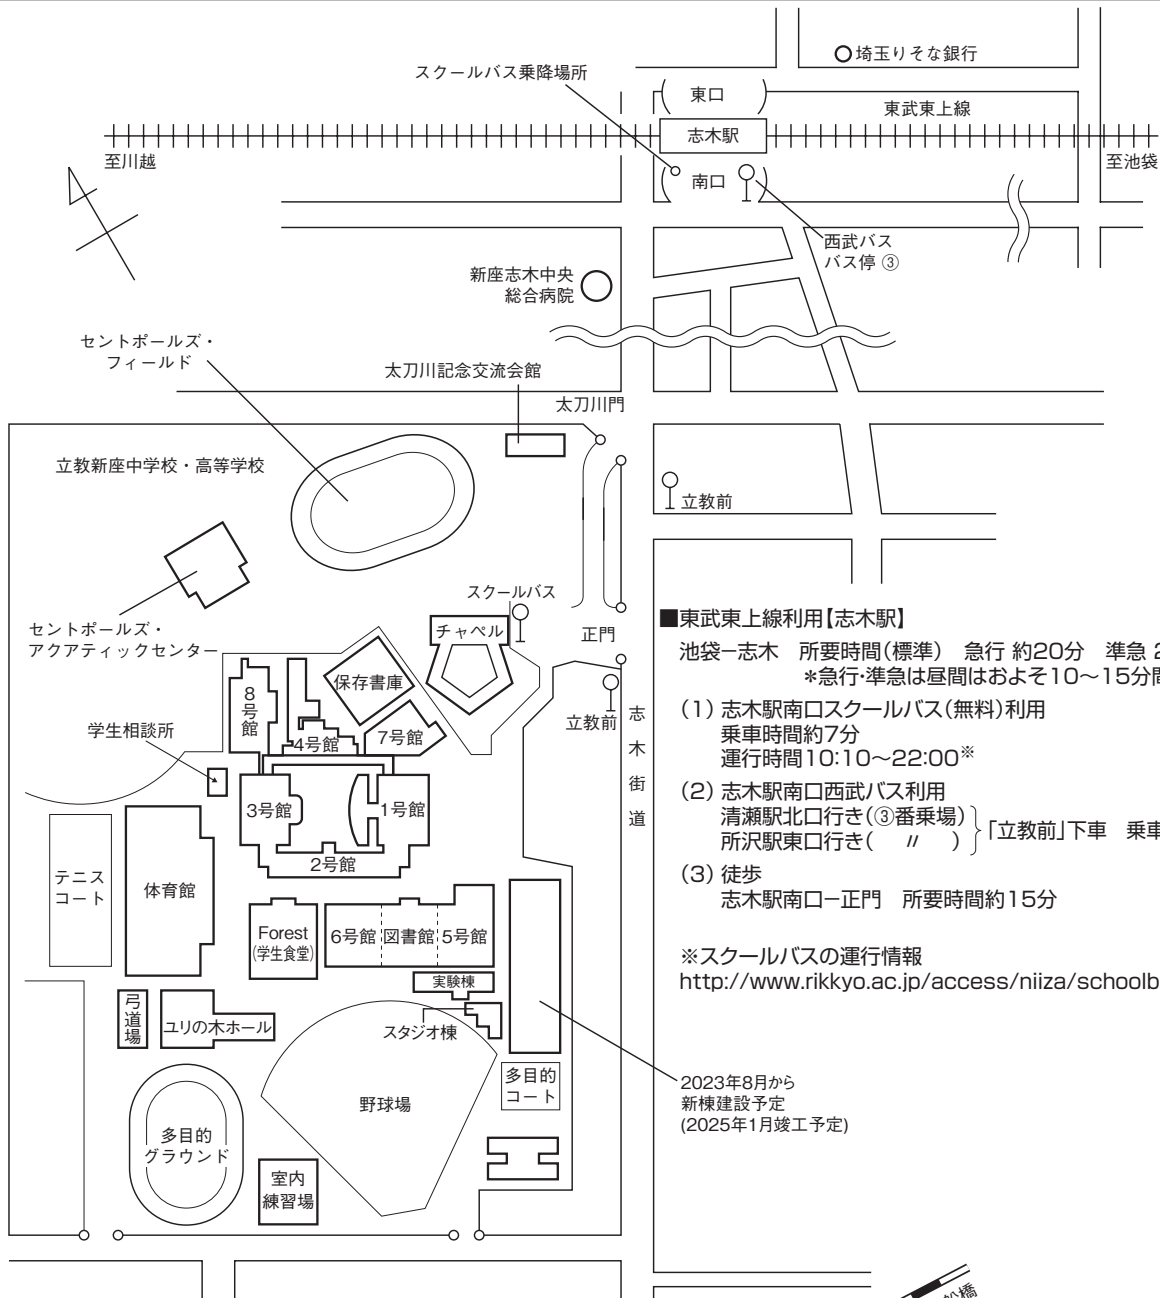 埼玉りそな銀行
スクールバス乗降場所
東口
東武東上線
志木駅
至川越
至池袋
南口
西武バス
バス停 ③
新座志木中央
総合病院
セントポールズ・
フィールド
太刀川記念交流会館
太刀川門
立教新座中学校・高等学校
立教前
スクールバス
チャペル
正門
セントポールズ・
アクアティックセンター
保存書庫
8号館
立教前
志木街道
学生相談所
4号館
7号館
3号館
1号館
2号館
テニス
コート
体育館
Forest
(学生食堂)
6号館
図書館
5号館
実験棟
弓道場
ユリの木ホール
スタジオ棟
多目的
コート
野球場
多目的
グラウンド
室内
練習場
2023年8月から
新棟建設予定
(2025年1月竣工予定)
■東武東上線利用【志木駅】
池袋−志木　所要時間(標準)　急行 約20分　準急 2
＊急行・準急は昼間はおよそ10〜15分間
(1) 志木駅南口スクールバス(無料)利用
乗車時間約7分
運行時間10:10〜22:00※
(2) 志木駅南口西武バス利用
清瀬駅北口行き(③番乗場)
所沢駅東口行き(　〃　)
「立教前」下車　乗車
(3) 徒歩
志木駅南口−正門　所要時間約15分
※スクールバスの運行情報
http://www.rikkyo.ac.jp/access/niiza/schoolb